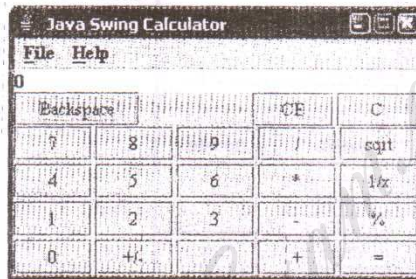 Java Swing Calculator
File Help
0
Backspace CE C
7 8 9 / sqrt
4 5 6 * 1/x
1 2 3 - %
0 +/- + =